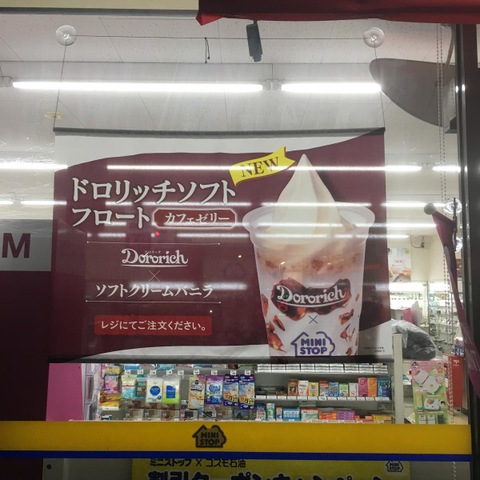 NEW
ドロリッチソフト
フロート カフェゼリー
Dororich
×
ソフトクリームバニラ
レジにてご注文ください。
Dororich
×
MINI
STOP
M
MINI
STOP
ミニストップ×コスモ石油